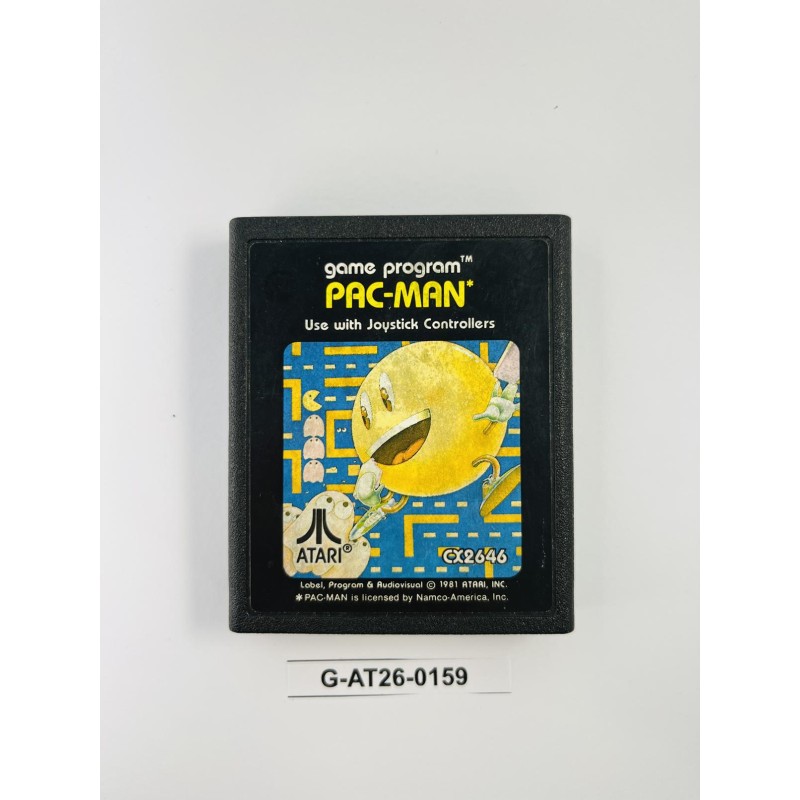 game program™
PAC-MAN*
Use with Joystick Controllers
ATARI®
CX2646
Label, Program & Audiovisual © 1981 ATARI, INC.
* PAC-MAN is licensed by Namco-America, Inc.
G-AT26-0159